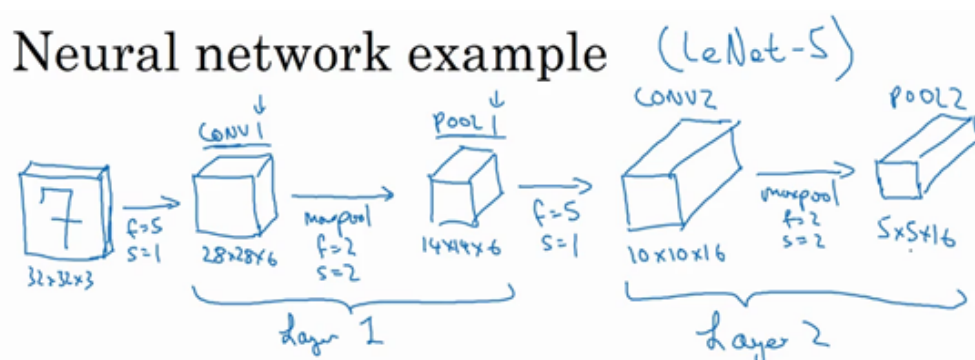 Neural network example (LeNet-5)
CONV1
POOL1
CONV2
POOL2
7
32x32x3
f=5
s=1
28x28x6
maxpool
f=2
s=2
14x14x6
f=5
s=1
10x10x16
maxpool
f=2
s=2
5x5x16
Layer 1
Layer 2